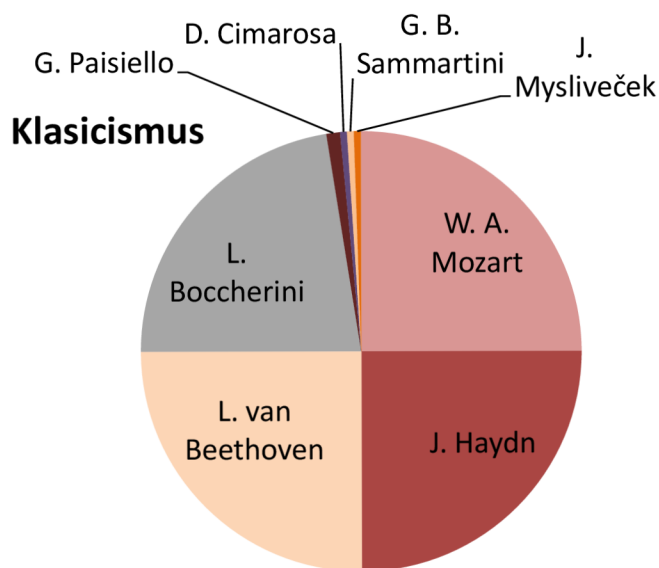 D. Cimarosa
G. B.
Sammartini
J.
Mysliveček
G. Paisiello
Klasicismus
W. A.
Mozart
L.
Boccherini
L. van
Beethoven
J. Haydn